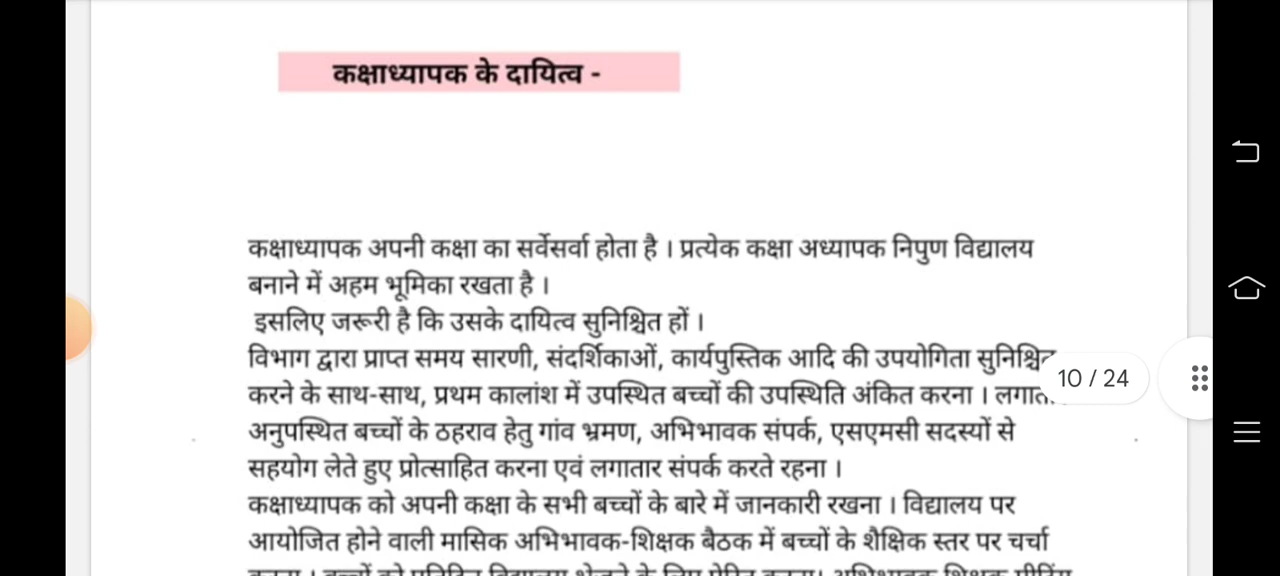 कक्षाध्यापक के दायित्व -
कक्षाध्यापक अपनी कक्षा का सर्वेसर्वा होता है । प्रत्येक कक्षा अध्यापक निपुण विद्यालय
बनाने में अहम भूमिका रखता है ।
इसलिए जरूरी है कि उसके दायित्व सुनिश्चित हों ।
विभाग द्वारा प्राप्त समय सारणी, संदर्शिकाओं, कार्यपुस्तिक आदि की उपयोगिता सुनिश्चित
10 / 24
करने के साथ-साथ, प्रथम कालांश में उपस्थित बच्चों की उपस्थिति अंकित करना ।
अनुपस्थित बच्चों के ठहराव हेतु गांव भ्रमण, अभिभावक संपर्क, एसएमसी सदस्यों से
सहयोग लेते हुए प्रोत्साहित करना एवं लगातार संपर्क करते रहना ।
कक्षाध्यापक को अपनी कक्षा के सभी बच्चों के बारे में जानकारी रखना । विद्यालय पर
आयोजित होने वाली मासिक अभिभावक-शिक्षक बैठक में बच्चों के शैक्षिक स्तर पर चर्चा